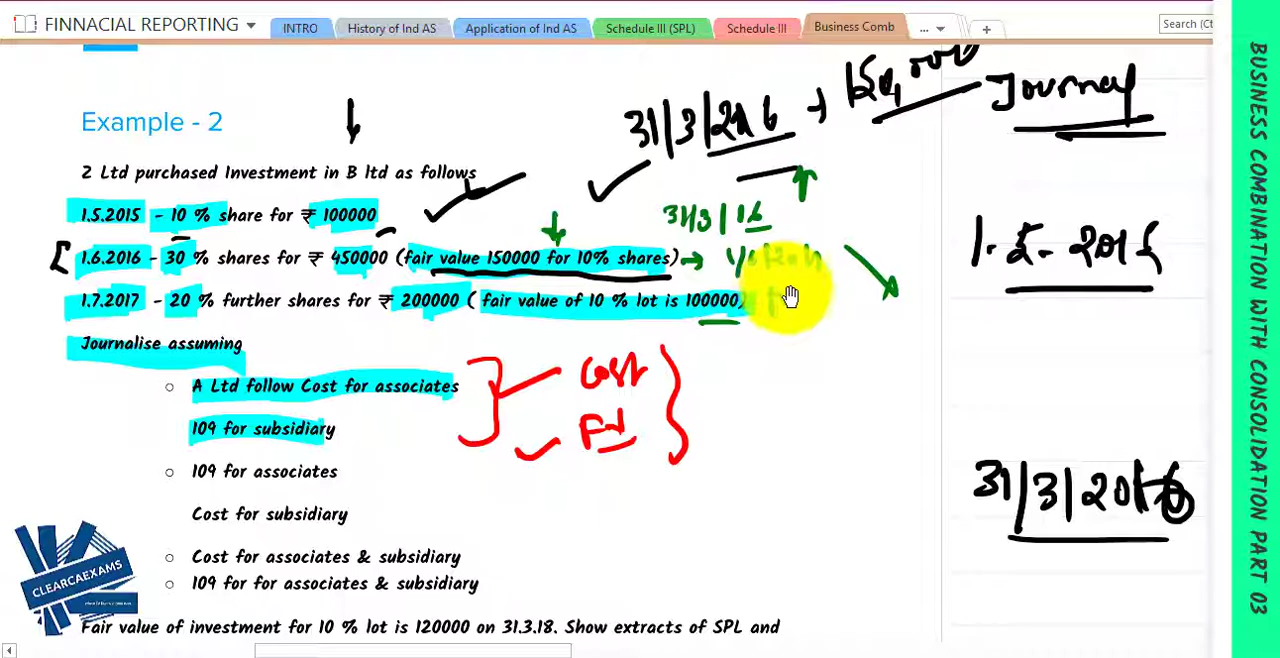 FINNACIAL REPORTING
INTRO
History of Ind AS
Application of Ind AS
Schedule III (SPL)
Schedule III
Business Comb
...
Search (Ct
31/3/2016 → 150,000
Journal
Example - 2
2 Ltd purchased Investment in B ltd as follows
1.5.2015 - 10 % share for ₹ 100000
31/3/16
1.6.2016 - 30 % shares for ₹ 450000 (fair value 150000 for 10% shares)
1.7.2017 - 20 % further shares for ₹ 200000 ( fair value of 10 % lot is 100000)
1-5-2015
Journalise assuming
A Ltd follow Cost for associates
Cost
109 for subsidiary
109 for associates
31/3/2016
Cost for subsidiary
Cost for associates & subsidiary
109 for for associates & subsidiary
CLEARCAEXAMS
Fair value of investment for 10 % lot is 120000 on 31.3.18. Show extracts of SPL and
BUSINESS COMBINATION WITH CONSOLIDATION PART 03